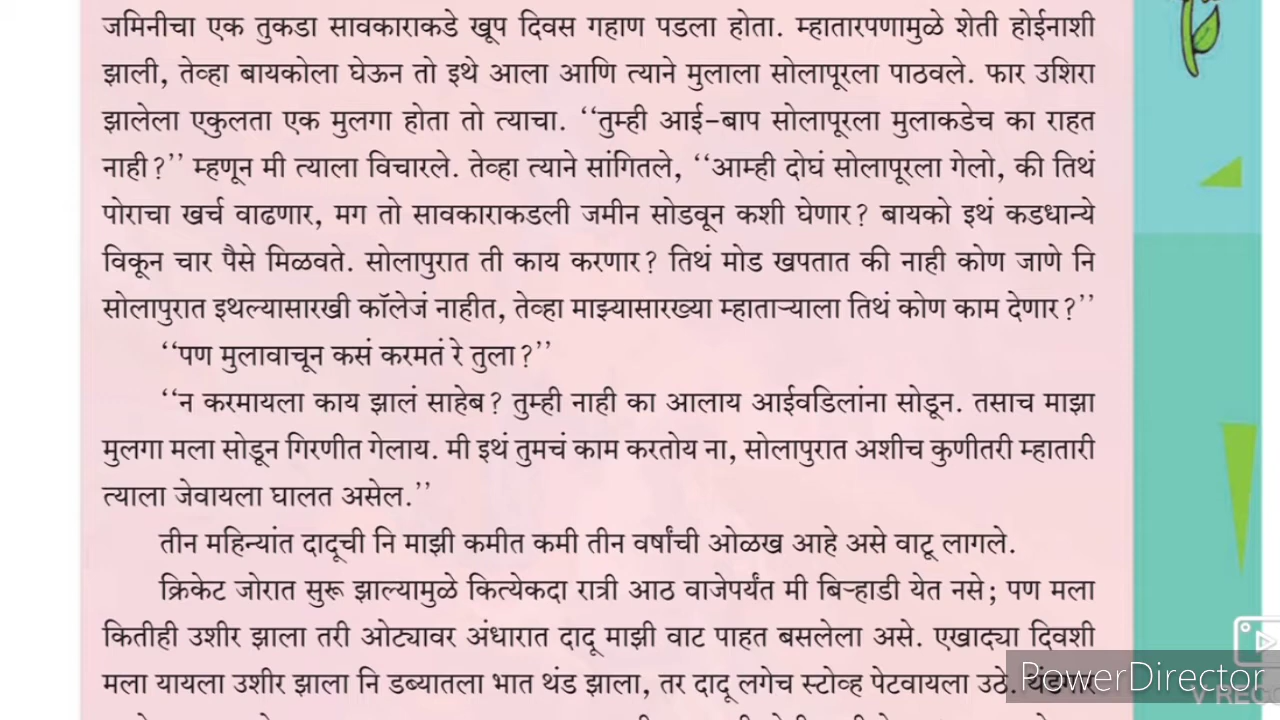 जमिनीचा एक तुकडा सावकाराकडे खूप दिवस गहाण पडला होता. म्हातारपणामुळे शेती होईनाशी
झाली, तेव्हा बायकोला घेऊन तो इथे आला आणि त्याने मुलाला सोलापूरला पाठवले. फार उशिरा
झालेला एकुलता एक मुलगा होता तो त्याचा. ‘‘तुम्ही आई-बाप सोलापूरला मुलाकडेच का राहत
नाही?’’ म्हणून मी त्याला विचारले. तेव्हा त्याने सांगितले, ‘‘आम्ही दोघं सोलापूरला गेलो, की तिथं
पोराचा खर्च वाढणार, मग तो सावकाराकडली जमीन सोडवून कशी घेणार? बायको इथं कडधान्ये
विकून चार पैसे मिळवते. सोलापुरात ती काय करणार? तिथं मोड खपतात की नाही कोण जाणे नि
सोलापुरात इथल्यासारखी कॉलेजं नाहीत, तेव्हा माझ्यासारख्या म्हाताऱ्याला तिथं कोण काम देणार?’’
‘‘पण मुलावाचून कसं करमतं रे तुला?’’
‘‘न करमायला काय झालं साहेब? तुम्ही नाही का आलाय आईवडिलांना सोडून. तसाच माझा
मुलगा मला सोडून गिरणीत गेलाय. मी इथं तुमचं काम करतोय ना, सोलापुरात अशीच कुणीतरी म्हातारी
त्याला जेवायला घालत असेल.’’
तीन महिन्यांत दादूची नि माझी कमीत कमी तीन वर्षांची ओळख आहे असे वाटू लागले.
क्रिकेट जोरात सुरू झाल्यामुळे कित्येकदा रात्री आठ वाजेपर्यंत मी बिऱ्हाडी येत नसे; पण मला
कितीही उशीर झाला तरी ओट्यावर अंधारात दादू माझी वाट पाहत बसलेला असे. एखाद्या दिवशी
मला यायला उशीर झाला नि डब्यातला भात थंड झाला, तर दादू लगेच स्टोव्ह पेटवायला उठे.
PowerDirector